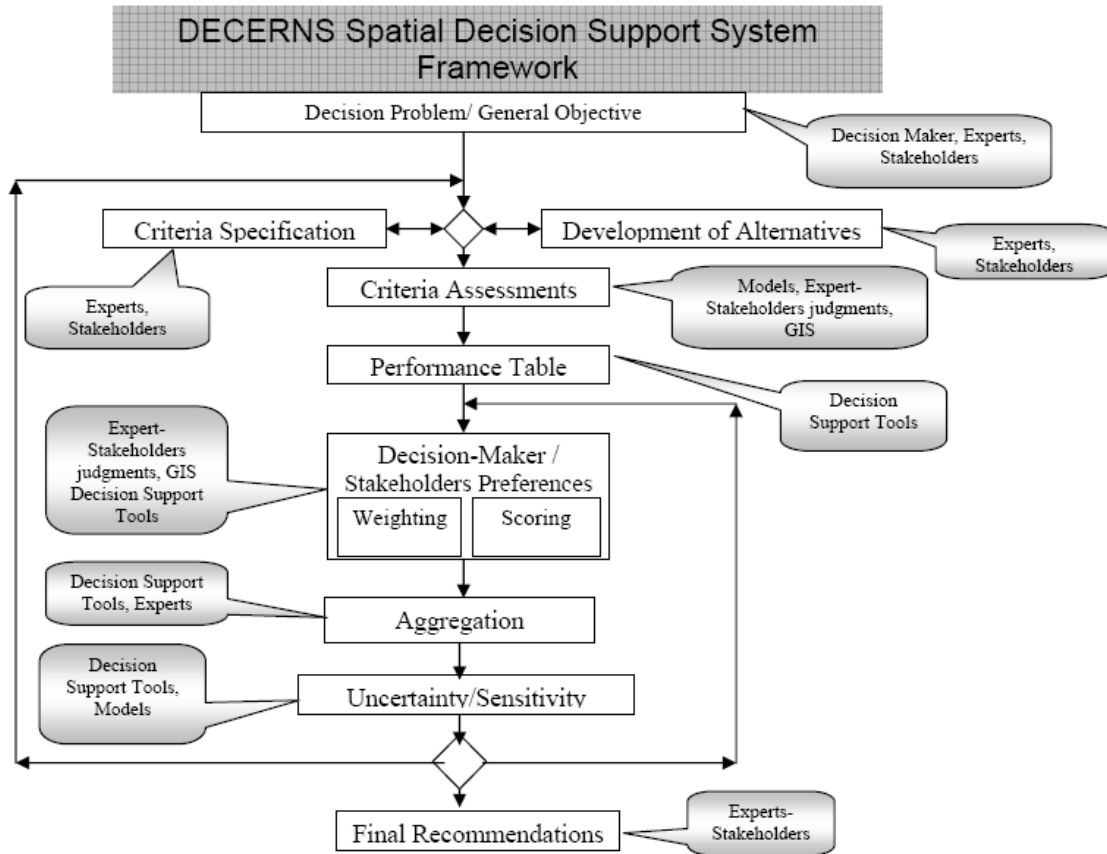 DECERNS Spatial Decision Support System
Framework
Decision Problem/ General Objective
Decision Maker, Experts,
Stakeholders
Criteria Specification
Development of Alternatives
Experts,
Stakeholders
Experts,
Stakeholders
Criteria Assessments
Models, Expert-
Stakeholders judgments,
GIS
Performance Table
Decision
Support Tools
Expert-
Stakeholders
judgments, GIS
Decision Support
Tools
Decision-Maker /
Stakeholders Preferences
Weighting
Scoring
Decision Support
Tools, Experts
Aggregation
Decision
Support Tools,
Models
Uncertainty/Sensitivity
Final Recommendations
Experts-
Stakeholders